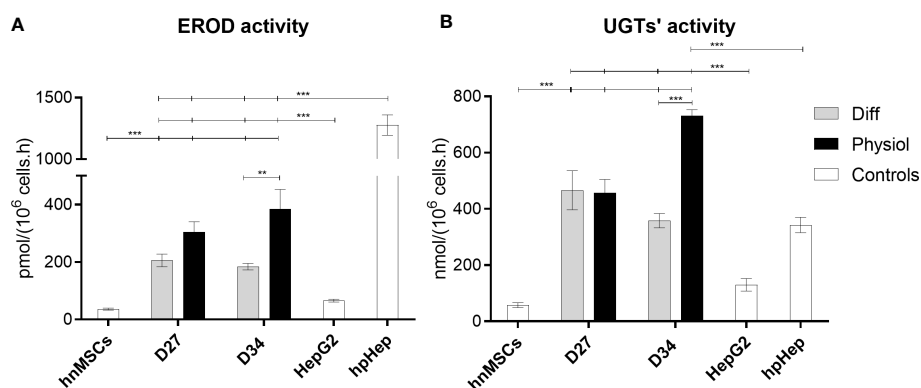 A
EROD activity
pmol/(10⁶ cells.h)
1500
1000
400
200
0
***
***
***
**
hnMSCs
D27
D34
HepG2
hpHep
B
UGTs' activity
nmol/(10⁶ cells.h)
800
600
400
200
0
***
***
***
***
hnMSCs
D27
D34
HepG2
hpHep
Diff
Physiol
Controls